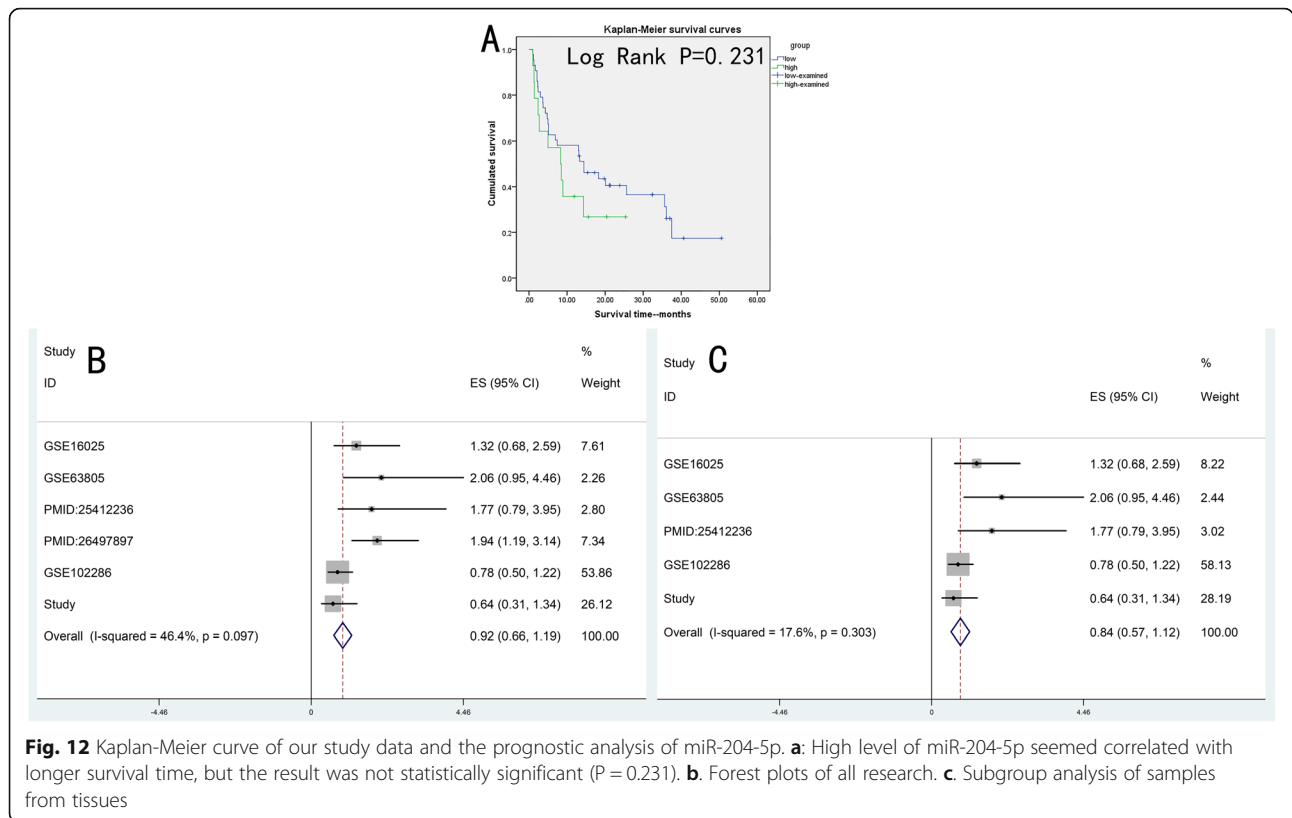 A
Kaplan-Meier survival curves
Log Rank P=0.231
group
low
high
low-examined
high-examined
Cumulated survival
1.0
0.8
0.6
0.4
0.2
0.0
.00 10.00 20.00 30.00 40.00 50.00 60.00
Survival time--months
B
Study %
ID ES (95% CI) Weight
GSE16025 1.32 (0.68, 2.59) 7.61
GSE63805 2.06 (0.95, 4.46) 2.26
PMID:25412236 1.77 (0.79, 3.95) 2.80
PMID:26497897 1.94 (1.19, 3.14) 7.34
GSE102286 0.78 (0.50, 1.22) 53.86
Study 0.64 (0.31, 1.34) 26.12
Overall (I-squared = 46.4%, p = 0.097) 0.92 (0.66, 1.19) 100.00
-4.46 0 4.46
C
Study %
ID ES (95% CI) Weight
GSE16025 1.32 (0.68, 2.59) 8.22
GSE63805 2.06 (0.95, 4.46) 2.44
PMID:25412236 1.77 (0.79, 3.95) 3.02
GSE102286 0.78 (0.50, 1.22) 58.13
Study 0.64 (0.31, 1.34) 28.19
Overall (I-squared = 17.6%, p = 0.303) 0.84 (0.57, 1.12) 100.00
-4.46 0 4.46
Fig. 12 Kaplan-Meier curve of our study data and the prognostic analysis of miR-204-5p. a: High level of miR-204-5p seemed correlated with
longer survival time, but the result was not statistically significant (P = 0.231). b. Forest plots of all research. c. Subgroup analysis of samples
from tissues